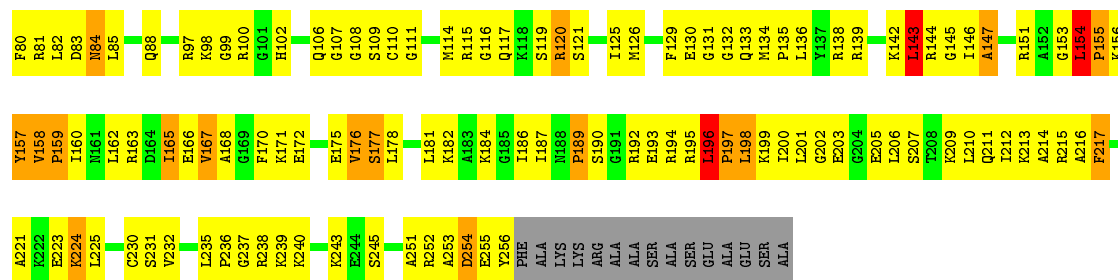 F80 R81 L82 D83 N84 L85 Q88 R97 K98 G99 R100 G101 H102 Q106 G107 G108 S109 C110 G111 M114 R115 G116 Q117 K118 S119 R120 S121 I125 M126 F129 E130 G131 G132 Q133 M134 P135 L136 Y137 R138 R139 K142 L143 R144 G145 I146 A147 R151 A152 G153 L154 P155 K156
Y157 V158 P159 I160 N161 L162 R163 D164 I165 E166 V167 A168 G169 F170 K171 E172 E175 V176 S177 L178 L181 K182 A183 K184 G185 I186 I187 N188 P189 S190 G191 R192 E193 R194 R195 L196 P197 L198 K199 I200 L201 G202 E203 G204 E205 L206 S207 T208 K209 L210 Q211 I212 K213 A214 R215 A216 F217
A221 K222 E223 K224 L225 C230 S231 V232 L235 P236 G237 R238 K239 K240 K243 E244 S245 A251 R252 A253 D254 E255 Y256 PHE ALA LYS LYS ARG ALA ALA SER ALA SER GLU ALA GLU SER ALA